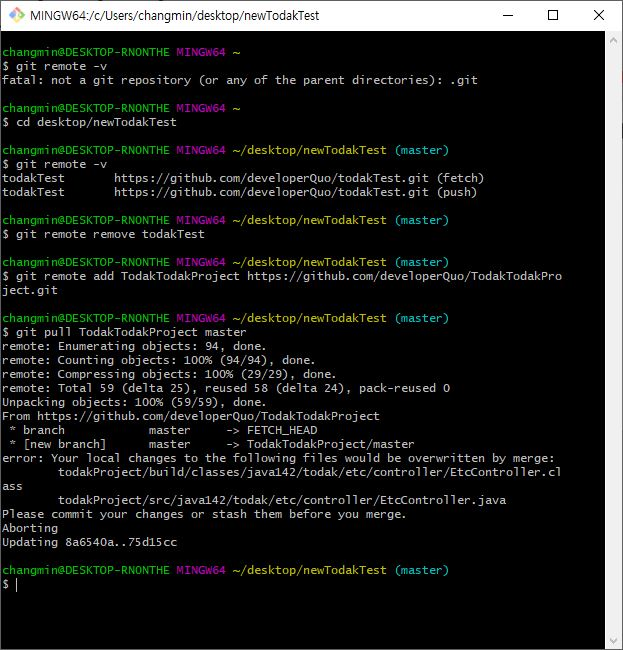 MINGW64:/c/Users/changmin/desktop/newTodakTest
changmin@DESKTOP-RNONTHE MINGW64 ~
$ git remote -v
fatal: not a git repository (or any of the parent directories): .git
changmin@DESKTOP-RNONTHE MINGW64 ~
$ cd desktop/newTodakTest
changmin@DESKTOP-RNONTHE MINGW64 ~/desktop/newTodakTest (master)
$ git remote -v
todakTest       https://github.com/developerQuo/todakTest.git (fetch)
todakTest       https://github.com/developerQuo/todakTest.git (push)
changmin@DESKTOP-RNONTHE MINGW64 ~/desktop/newTodakTest (master)
$ git remote remove todakTest
changmin@DESKTOP-RNONTHE MINGW64 ~/desktop/newTodakTest (master)
$ git remote add TodakTodakProject https://github.com/developerQuo/TodakTodakPro
ject.git
changmin@DESKTOP-RNONTHE MINGW64 ~/desktop/newTodakTest (master)
$ git pull TodakTodakProject master
remote: Enumerating objects: 94, done.
remote: Counting objects: 100% (94/94), done.
remote: Compressing objects: 100% (29/29), done.
remote: Total 59 (delta 25), reused 58 (delta 24), pack-reused 0
Unpacking objects: 100% (59/59), done.
From https://github.com/developerQuo/TodakTodakProject
 * branch            master     -> FETCH_HEAD
 * [new branch]      master     -> TodakTodakProject/master
error: Your local changes to the following files would be overwritten by merge:
        todakProject/build/classes/java142/todak/etc/controller/EtcController.cl
ass
        todakProject/src/java142/todak/etc/controller/EtcController.java
Please commit your changes or stash them before you merge.
Aborting
Updating 8a6540a..75d15cc
changmin@DESKTOP-RNONTHE MINGW64 ~/desktop/newTodakTest (master)
$